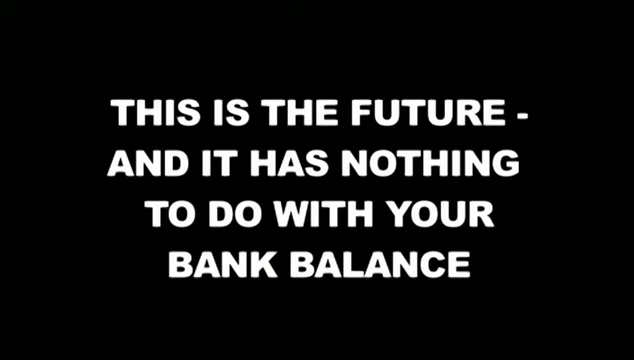 THIS IS THE FUTURE -
AND IT HAS NOTHING
TO DO WITH YOUR
BANK BALANCE